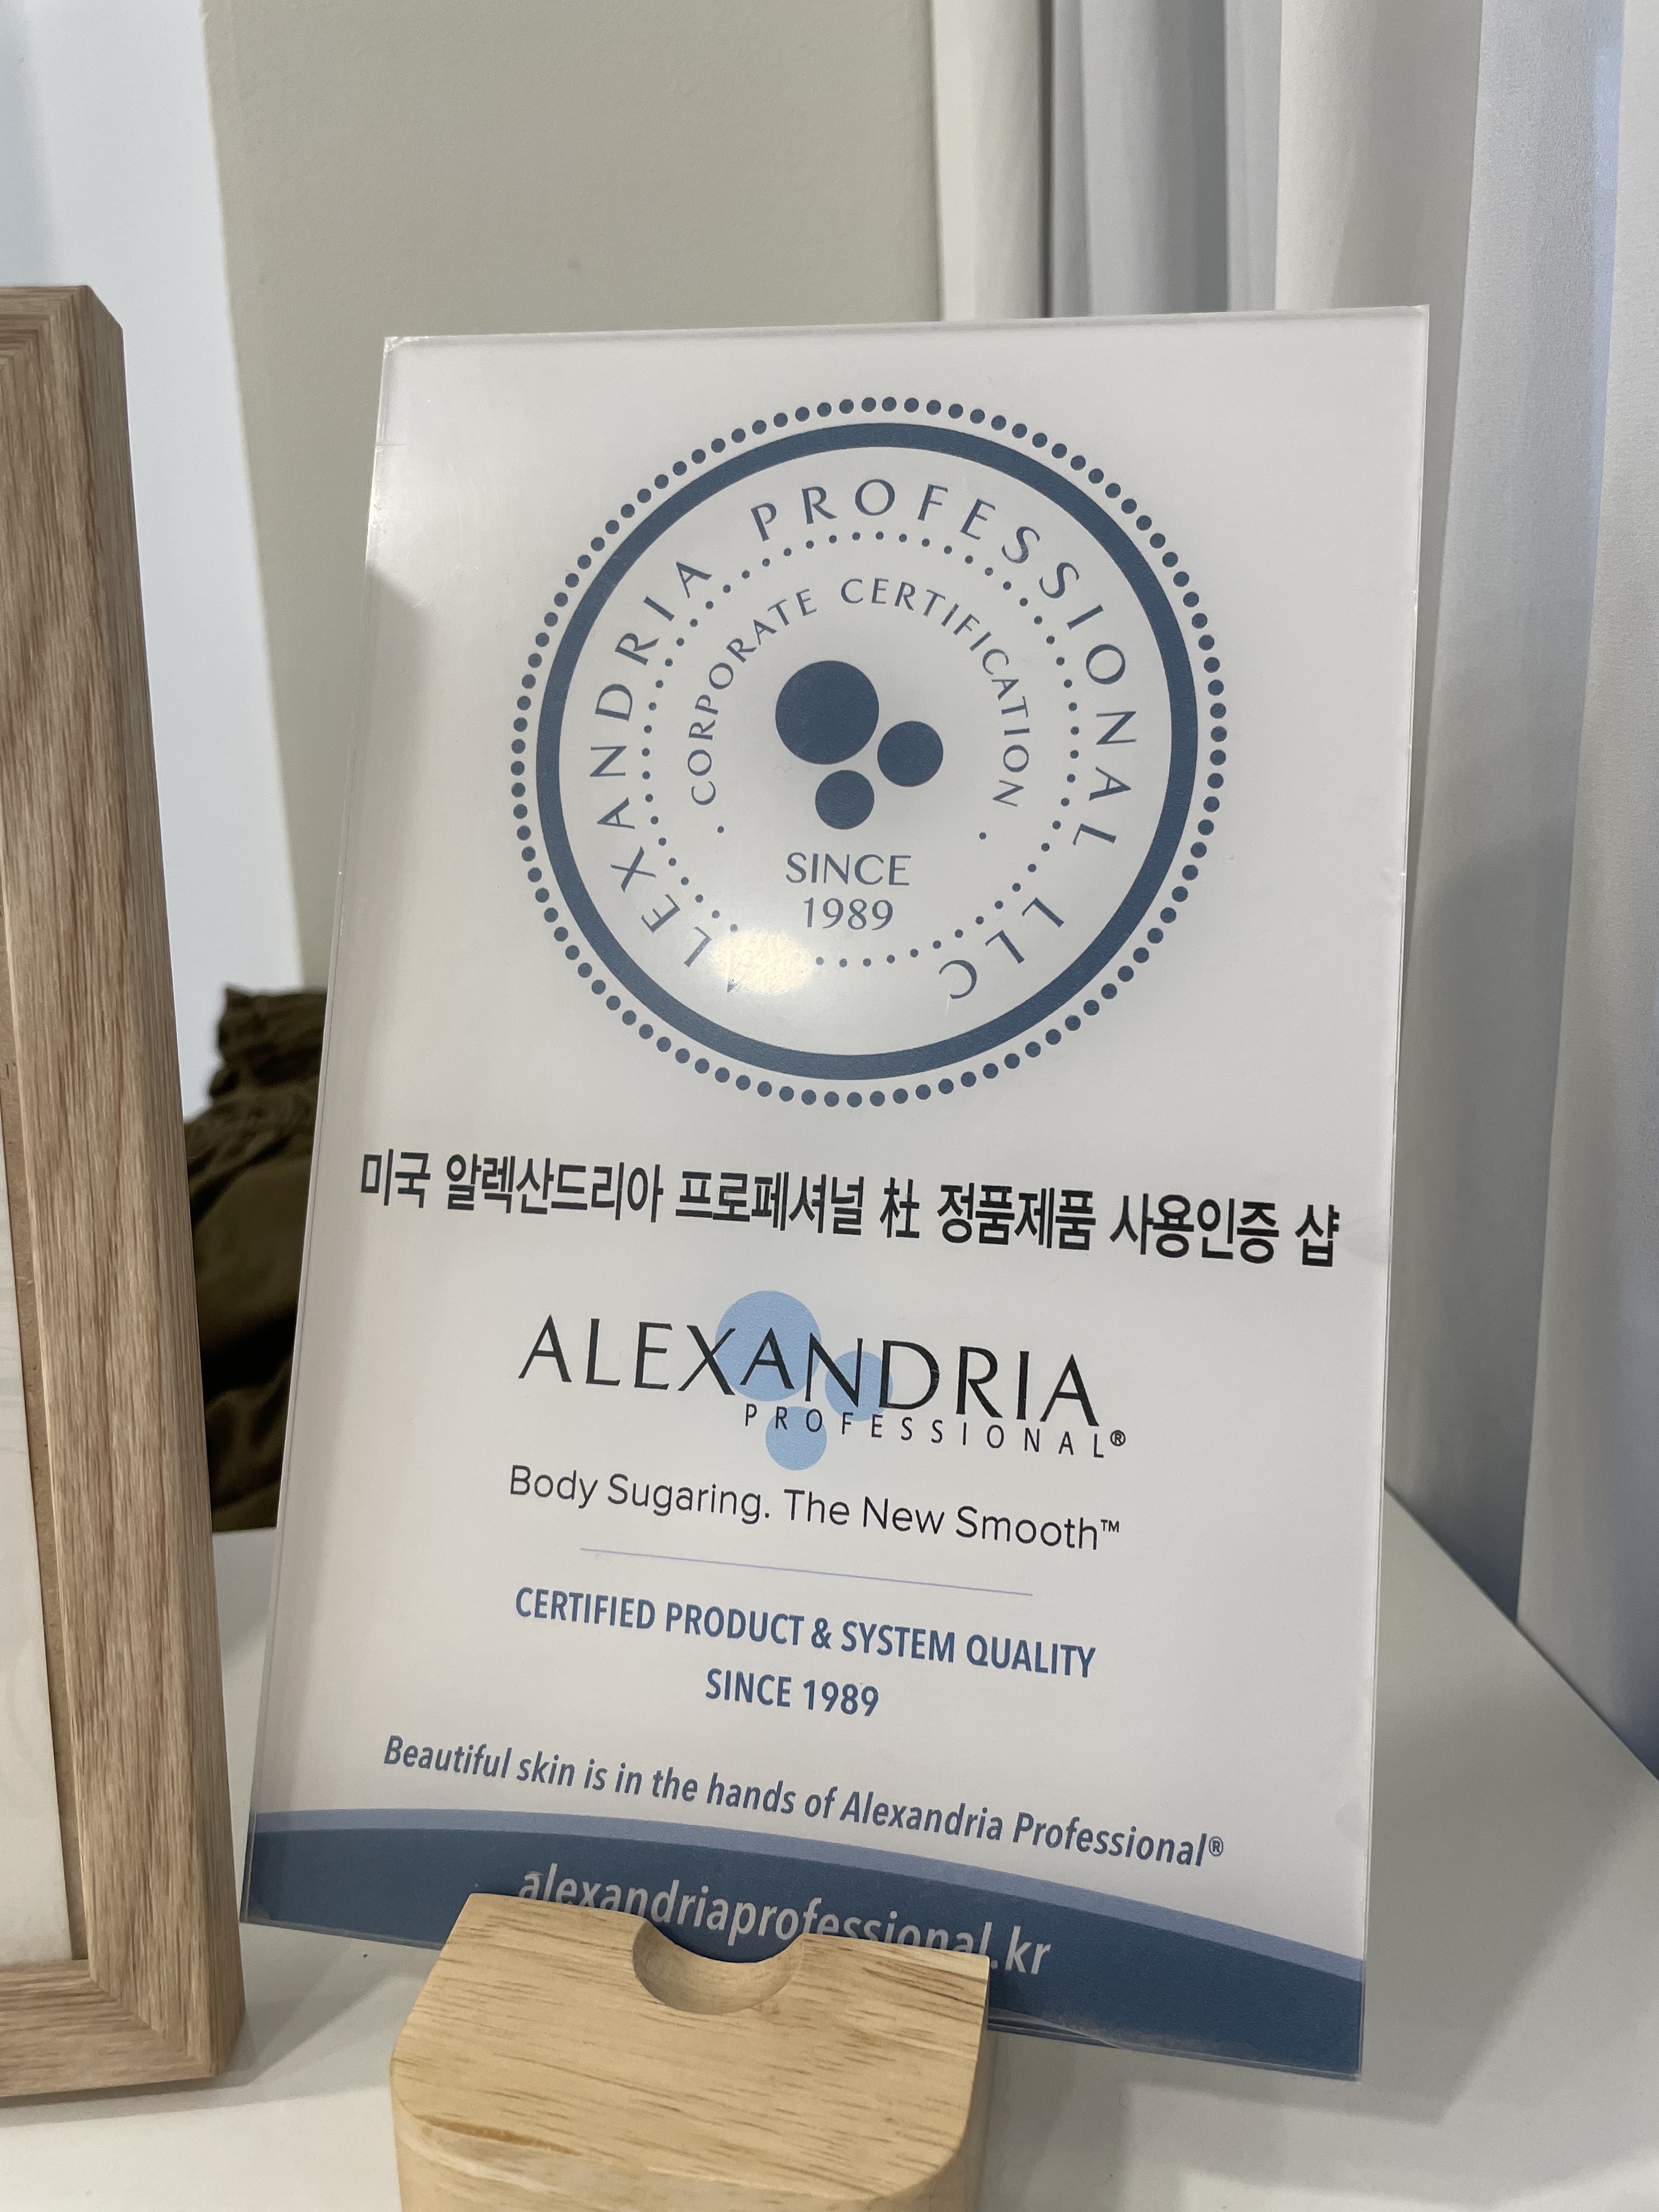 ALEXANDRIA PROFESSIONAL LLC
CORPORATE CERTIFICATION
SINCE
1989
미국 알렉산드리아 프로페셔널 杜 정품제품 사용인증 샵
ALEXANDRIA
PROFESSIONAL®
Body Sugaring. The New Smooth™
CERTIFIED PRODUCT & SYSTEM QUALITY
SINCE 1989
Beautiful skin is in the hands of Alexandria Professional®
alexandriaprofessional.kr